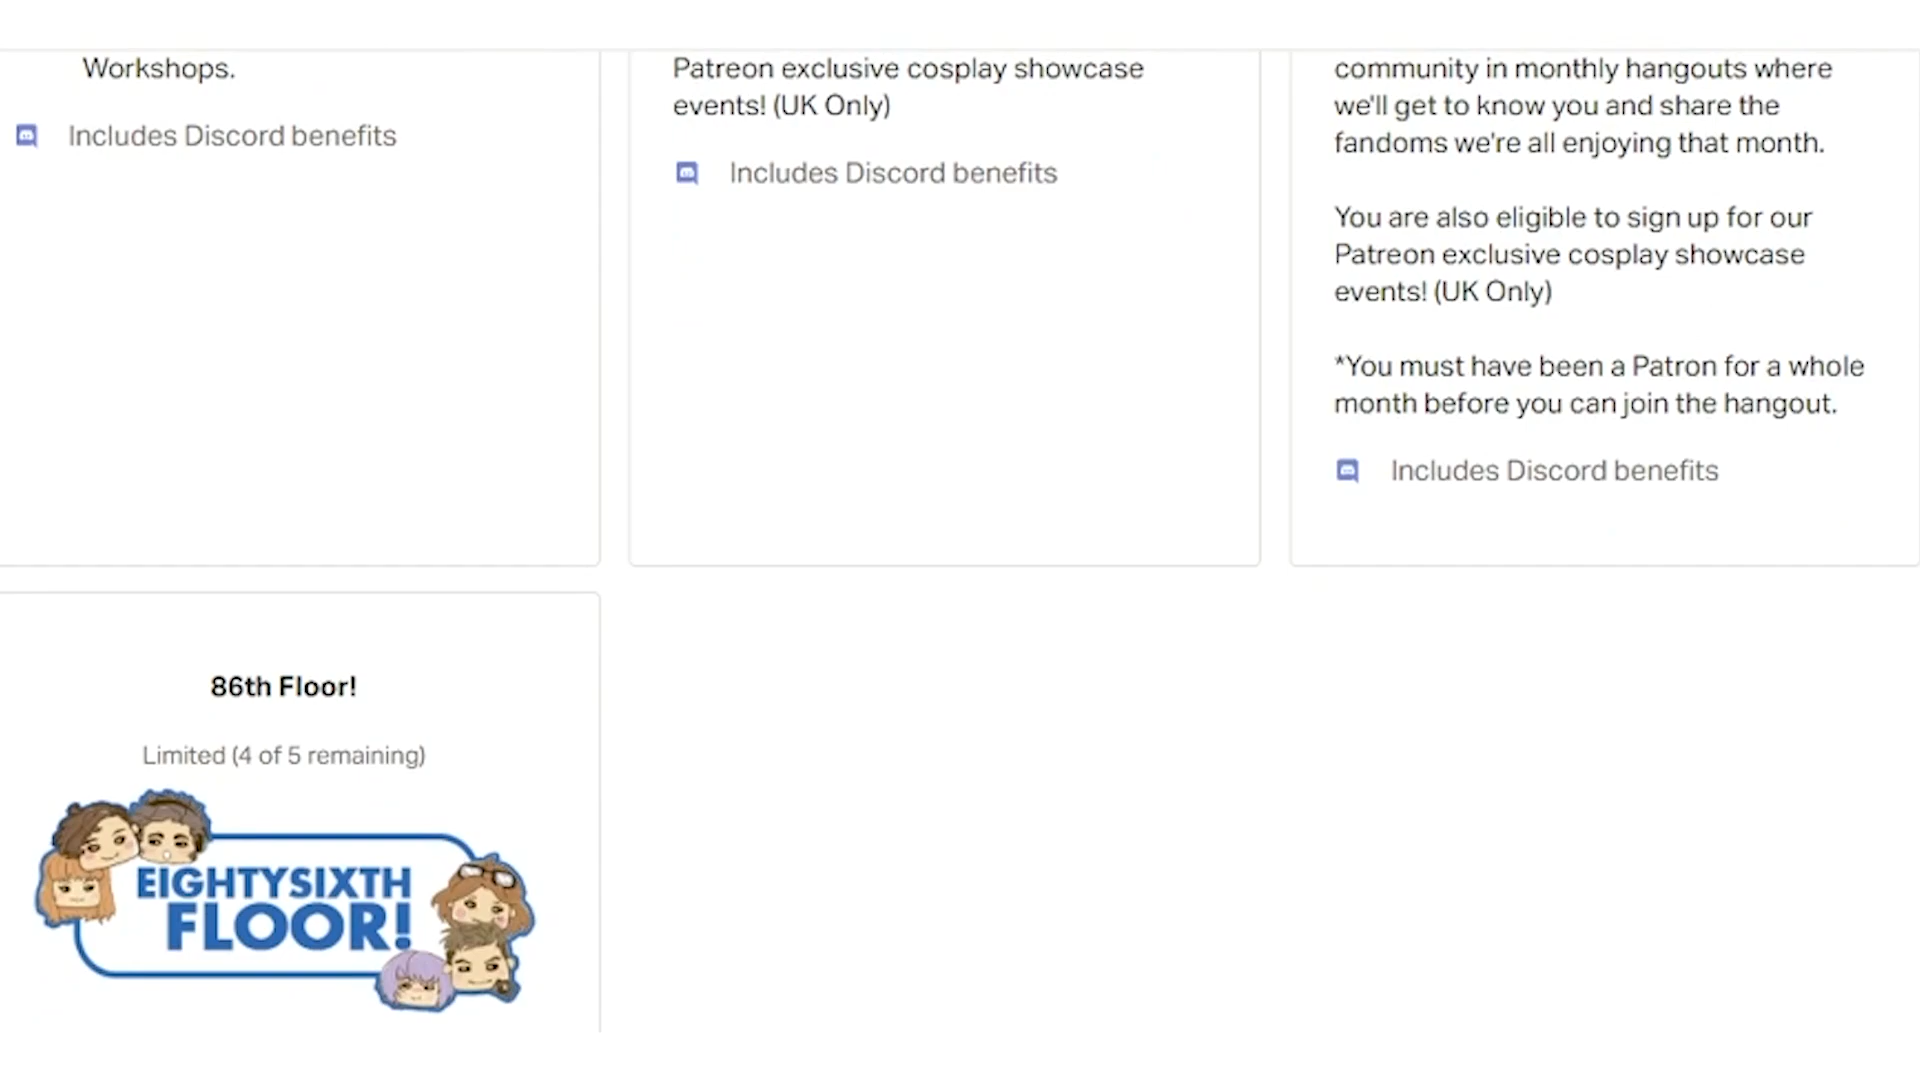 Workshops.
Includes Discord benefits
Patreon exclusive cosplay showcase
events! (UK Only)
Includes Discord benefits
community in monthly hangouts where
we'll get to know you and share the
fandoms we're all enjoying that month.
You are also eligible to sign up for our
Patreon exclusive cosplay showcase
events! (UK Only)
*You must have been a Patron for a whole
month before you can join the hangout.
Includes Discord benefits
86th Floor!
Limited (4 of 5 remaining)
EIGHTYSIXTH
FLOOR!